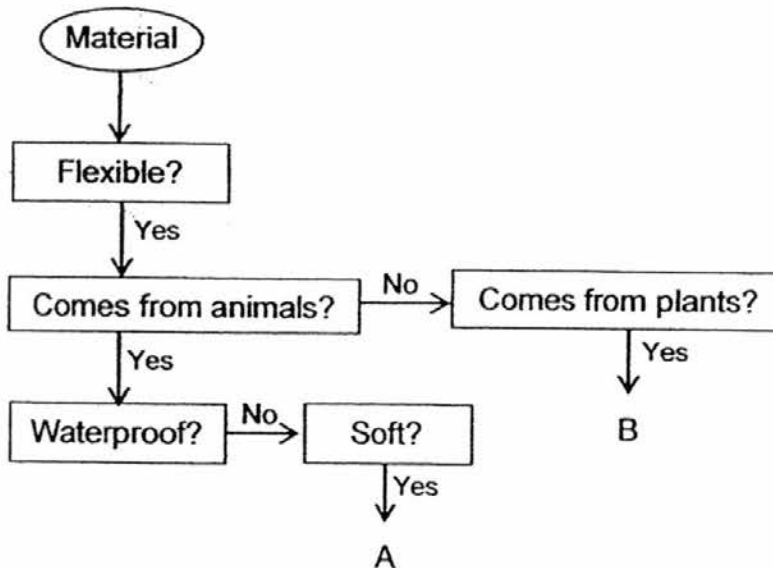 Material
Flexible?
Yes
Comes from animals?
No
Comes from plants?
Yes
Yes
Waterproof?
No
Soft?
B
Yes
A